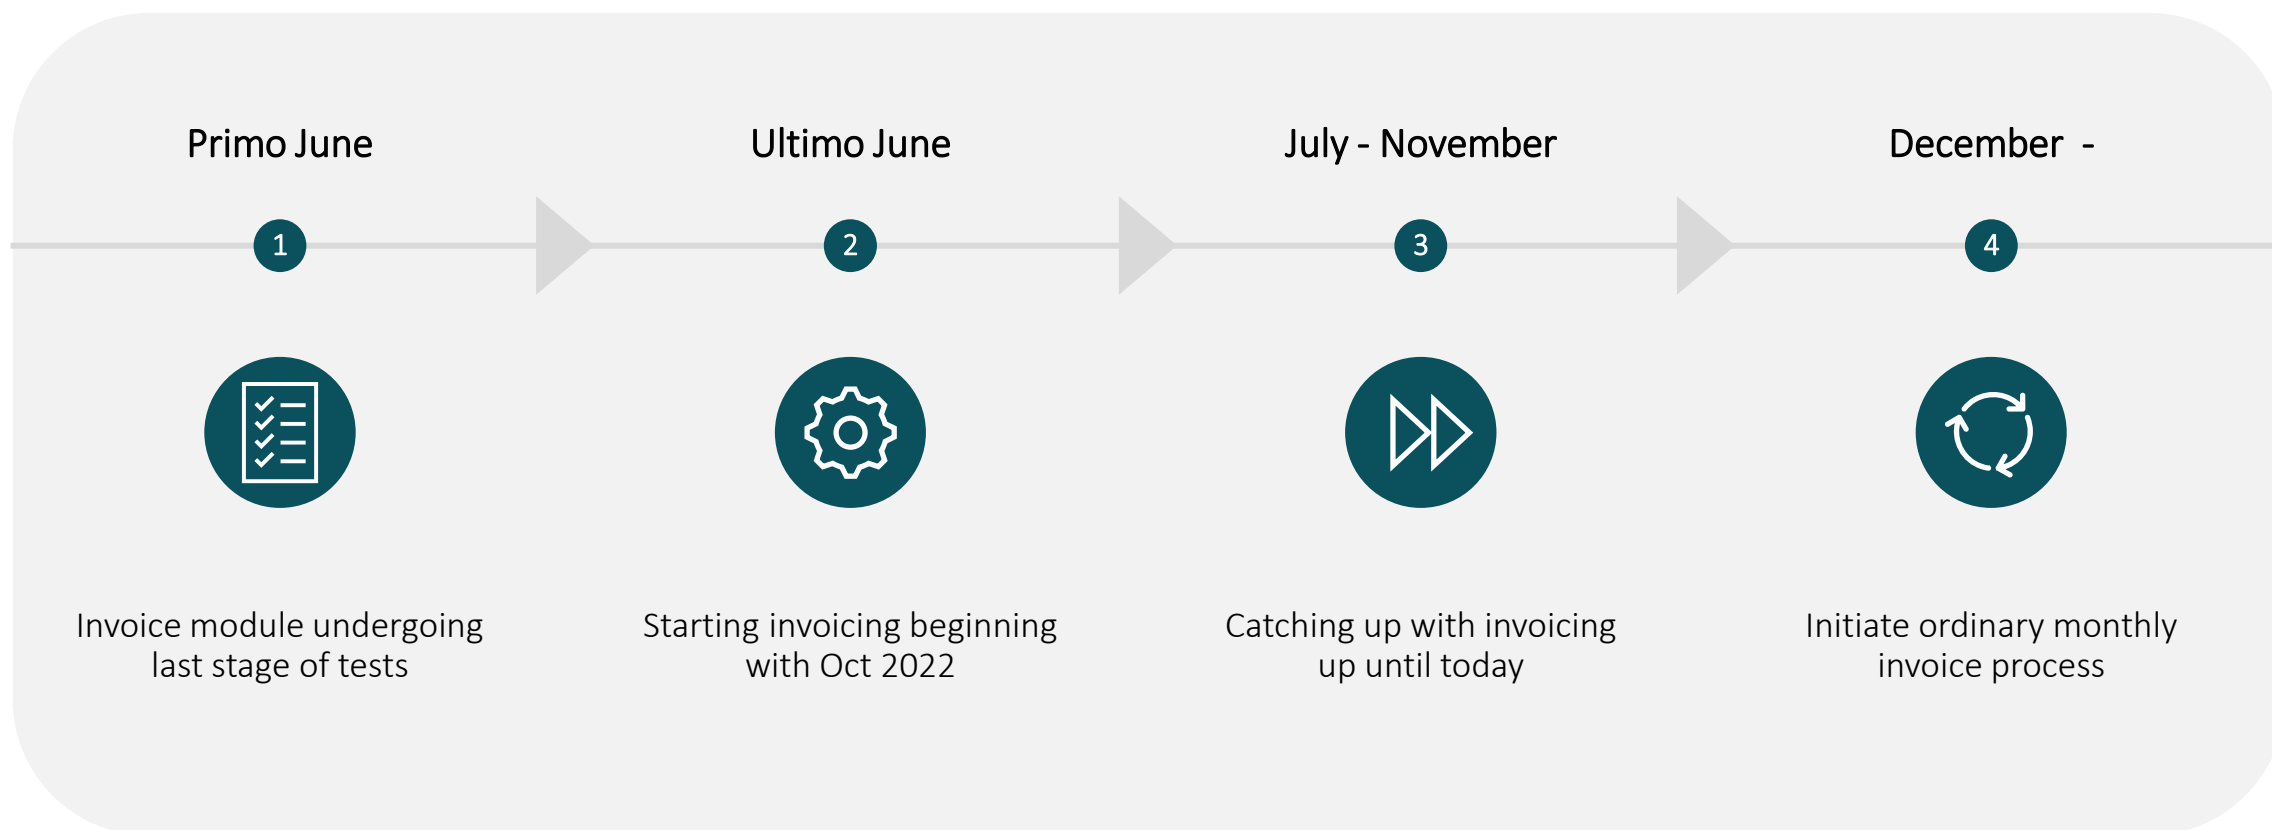 Primo June
Ultimo June
July - November
December -
1
2
3
4
Invoice module undergoing
last stage of tests
Starting invoicing beginning
with Oct 2022
Catching up with invoicing
up until today
Initiate ordinary monthly
invoice process